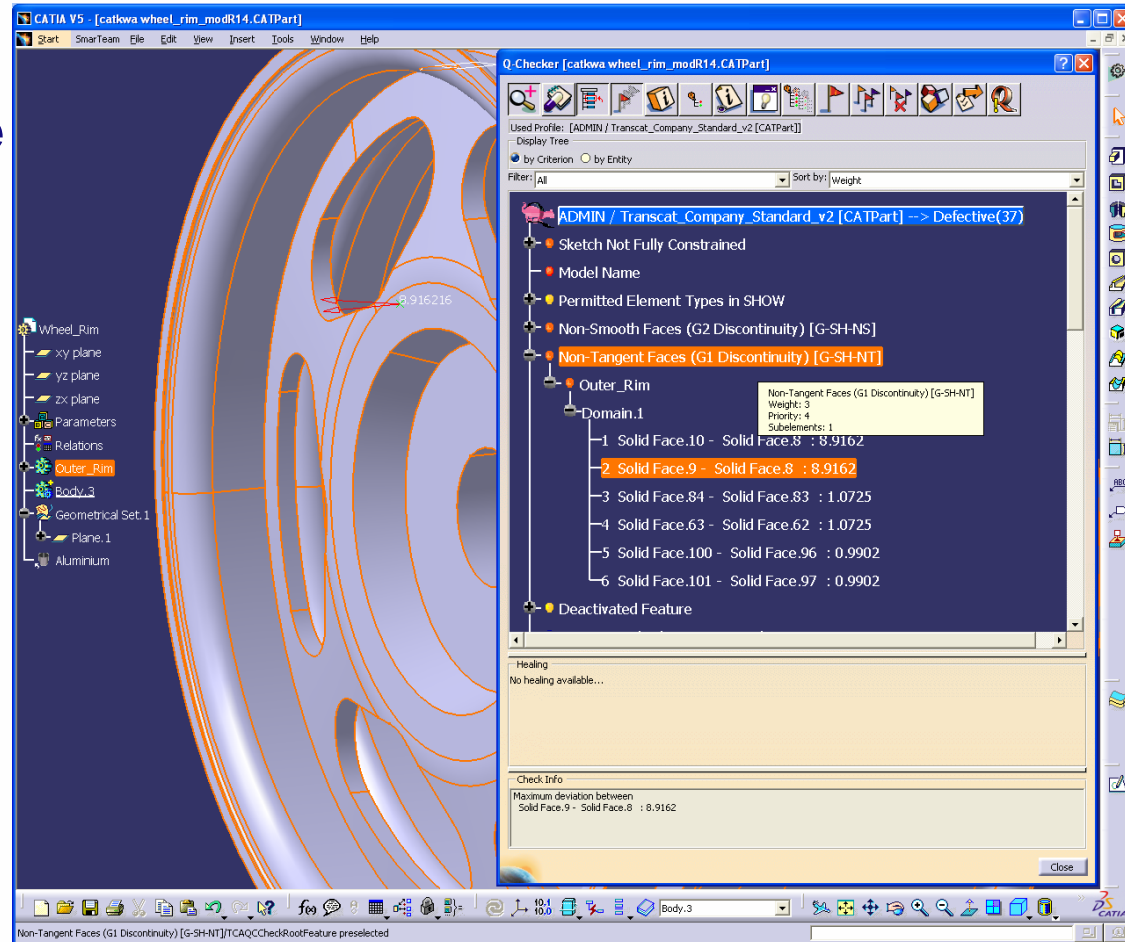 e
CATIA V5 - [catkwa wheel_rim_modR14.CATPart]
Start SmarTeam File Edit View Insert Tools Window Help
8.916216
Wheel_Rim
xy plane
yz plane
zx plane
Parameters
Relations
Outer_Rim
Body.3
Geometrical Set.1
Plane.1
Aluminium
Q-Checker [catkwa wheel_rim_modR14.CATPart]
Used Profile: [ADMIN / Transcat_Company_Standard_v2 [CATPart]]
Display Tree
by Criterion by Entity
Filter: All Sort by: Weight
ADMIN / Transcat_Company_Standard_v2 [CATPart] --> Defective(37)
Sketch Not Fully Constrained
Model Name
Permitted Element Types in SHOW
Non-Smooth Faces (G2 Discontinuity) [G-SH-NS]
Non-Tangent Faces (G1 Discontinuity) [G-SH-NT]
Outer_Rim
Domain.1
Non-Tangent Faces (G1 Discontinuity) [G-SH-NT]
Weight: 3
Priority: 4
Subelements: 1
1 Solid Face.10 - Solid Face.8 : 8.9162
2 Solid Face.9 - Solid Face.8 : 8.9162
3 Solid Face.84 - Solid Face.83 : 1.0725
4 Solid Face.63 - Solid Face.62 : 1.0725
5 Solid Face.100 - Solid Face.96 : 0.9902
6 Solid Face.101 - Solid Face.97 : 0.9902
Deactivated Feature
Healing
No healing available...
Check Info
Maximum deviation between
Solid Face.9 - Solid Face.8 : 8.9162
Close
Body.3
CATIA
Non-Tangent Faces (G1 Discontinuity) [G-SH-NT]/TCAQCCheckRootFeature preselected